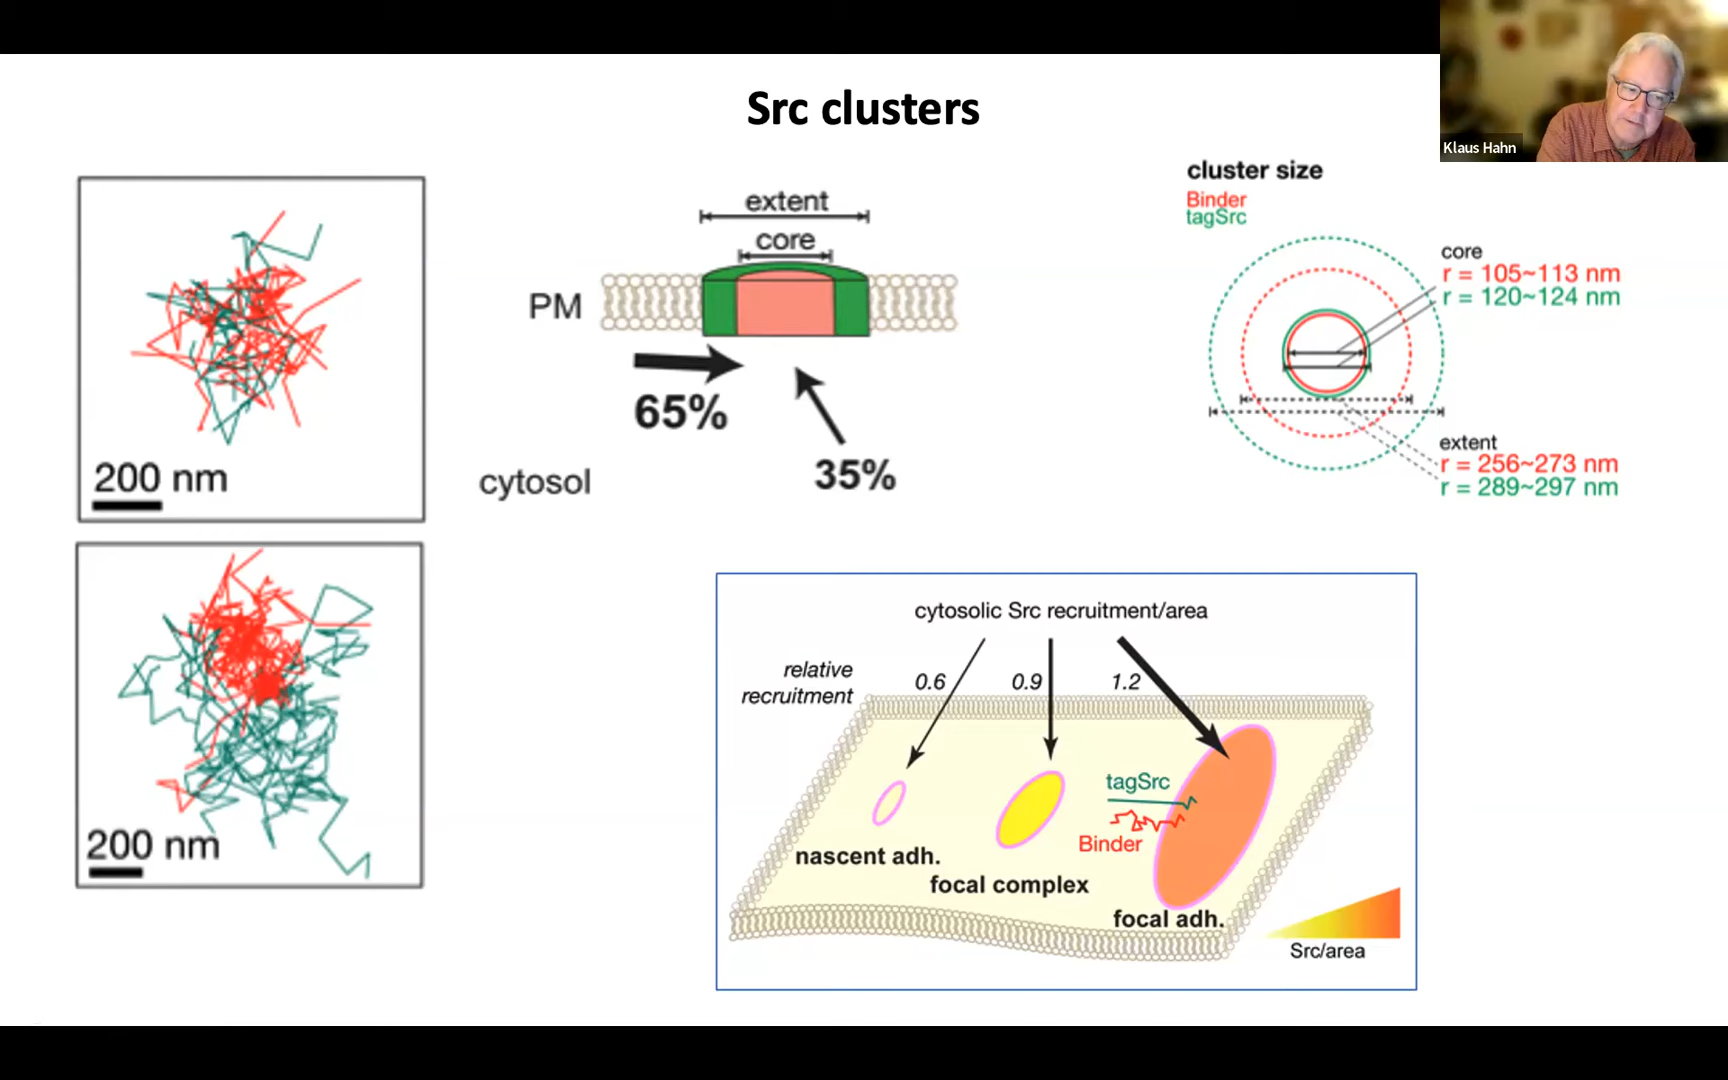 Src clusters
Klaus Hahn
200 nm
200 nm
extent
core
PM
65%
35%
cytosol
cluster size
Binder
tagSrc
core
r = 105~113 nm
r = 120~124 nm
extent
r = 256~273 nm
r = 289~297 nm
cytosolic Src recruitment/area
relative
recruitment
0.6
0.9
1.2
tagSrc
Binder
nascent adh.
focal complex
focal adh.
Src/area